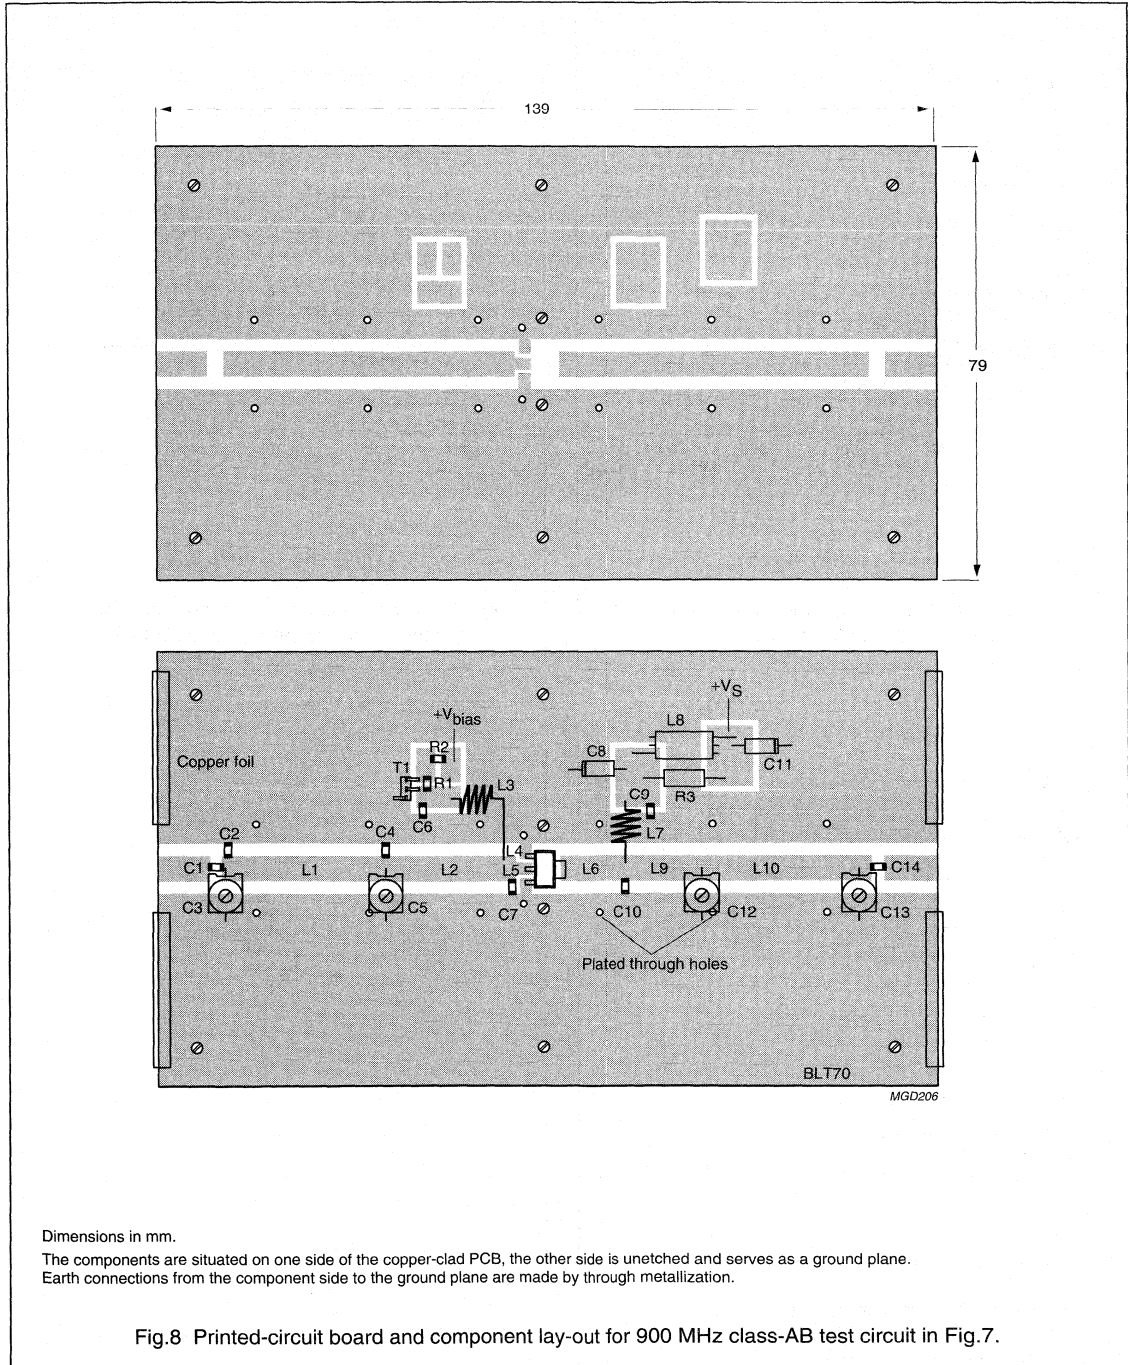 139
79
+VS
+Vbias
L8
R2
C8
Copper foil
T1
C11
R1
L3
R3
C9
C6
C2
C4
L7
L4
C1
L1
L2
L5
L6
L9
L10
C14
C3
C5
C7
C10
C12
C13
Plated through holes
BLT70
MGD206
Dimensions in mm.
The components are situated on one side of the copper-clad PCB, the other side is unetched and serves as a ground plane.
Earth connections from the component side to the ground plane are made by through metallization.
Fig.8 Printed-circuit board and component lay-out for 900 MHz class-AB test circuit in Fig.7.